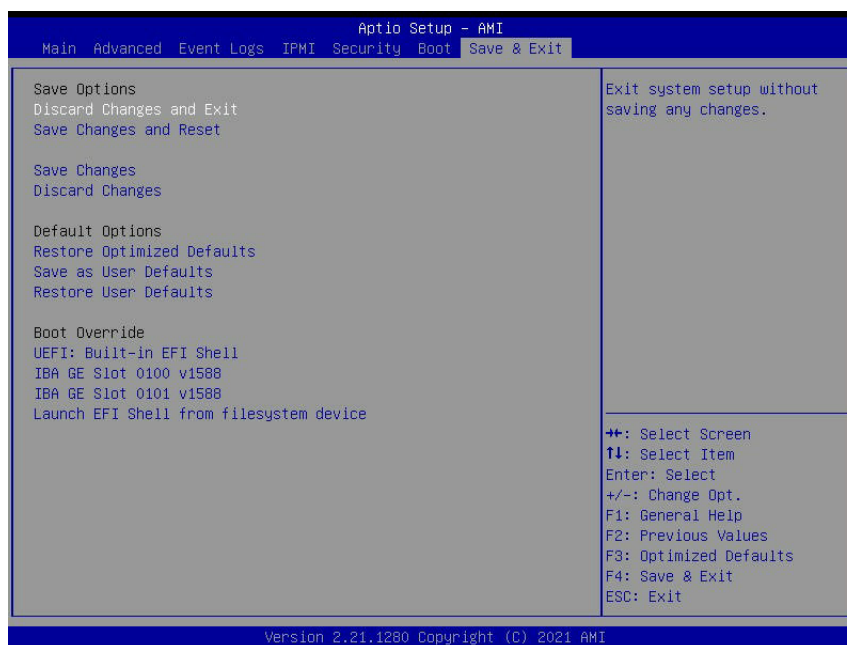 Aptio Setup – AMI
Main Advanced Event Logs IPMI Security Boot Save & Exit
Save Options
Discard Changes and Exit
Save Changes and Reset
Save Changes
Discard Changes
Default Options
Restore Optimized Defaults
Save as User Defaults
Restore User Defaults
Boot Override
UEFI: Built-in EFI Shell
IBA GE Slot 0100 v1588
IBA GE Slot 0101 v1588
Launch EFI Shell from filesystem device
Exit system setup without
saving any changes.
→←: Select Screen
↑↓: Select Item
Enter: Select
+/-: Change Opt.
F1: General Help
F2: Previous Values
F3: Optimized Defaults
F4: Save & Exit
ESC: Exit
Version 2.21.1280 Copyright (C) 2021 AMI